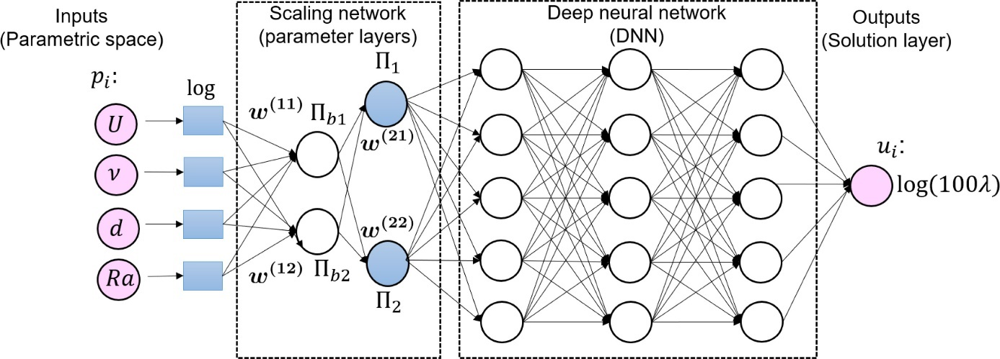 Inputs
(Parametric space)
Scaling network
(parameter layers)
Deep neural network
(DNN)
Outputs
(Solution layer)
pᵢ:
log
U
ν
d
Ra
w⁽¹¹⁾
Π_b1
w⁽¹²⁾
Π_b2
Π₁
w⁽²¹⁾
w⁽²²⁾
Π₂
uᵢ:
log(100λ)